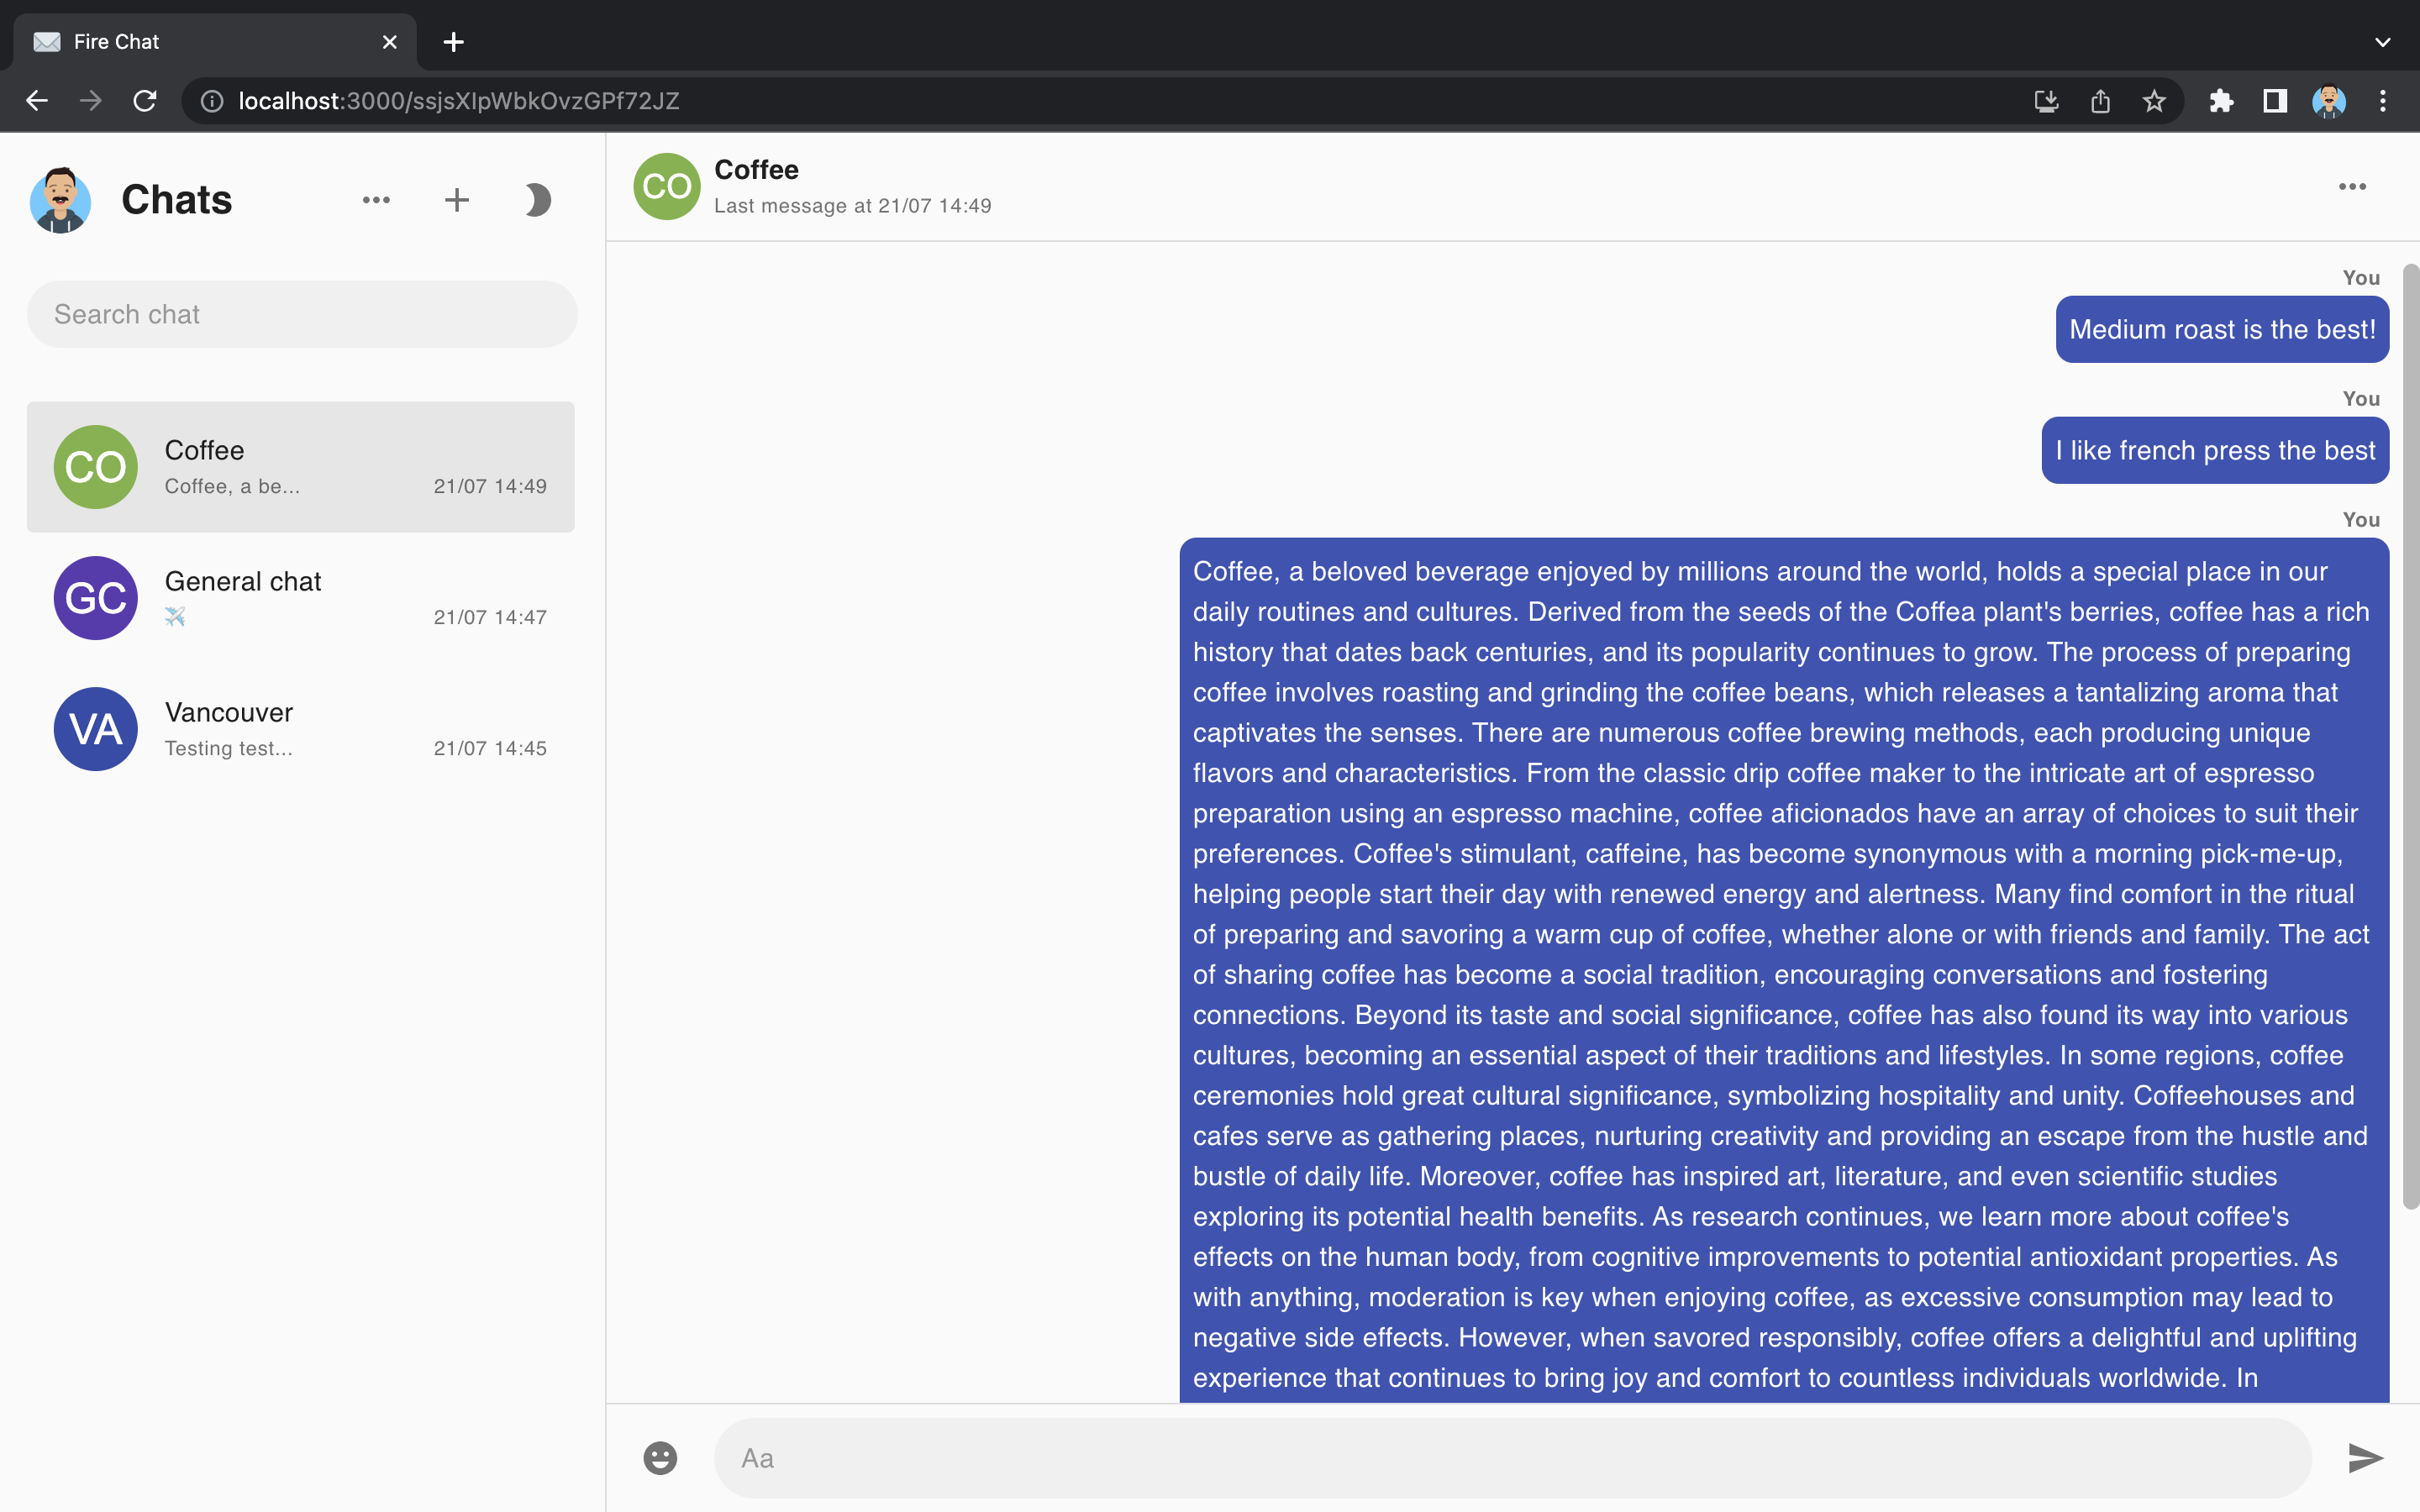 Fire Chat
localhost:3000/ssjsXIpWbkOvzGPf72JZ
Chats
Search chat
CO
Coffee
Coffee, a be...
21/07 14:49
GC
General chat
✈️
21/07 14:47
VA
Vancouver
Testing test...
21/07 14:45
CO
Coffee
Last message at 21/07 14:49
You
Medium roast is the best!
You
I like french press the best
You
Coffee, a beloved beverage enjoyed by millions around the world, holds a special place in our
daily routines and cultures. Derived from the seeds of the Coffea plant's berries, coffee has a rich
history that dates back centuries, and its popularity continues to grow. The process of preparing
coffee involves roasting and grinding the coffee beans, which releases a tantalizing aroma that
captivates the senses. There are numerous coffee brewing methods, each producing unique
flavors and characteristics. From the classic drip coffee maker to the intricate art of espresso
preparation using an espresso machine, coffee aficionados have an array of choices to suit their
preferences. Coffee's stimulant, caffeine, has become synonymous with a morning pick-me-up,
helping people start their day with renewed energy and alertness. Many find comfort in the ritual
of preparing and savoring a warm cup of coffee, whether alone or with friends and family. The act
of sharing coffee has become a social tradition, encouraging conversations and fostering
connections. Beyond its taste and social significance, coffee has also found its way into various
cultures, becoming an essential aspect of their traditions and lifestyles. In some regions, coffee
ceremonies hold great cultural significance, symbolizing hospitality and unity. Coffeehouses and
cafes serve as gathering places, nurturing creativity and providing an escape from the hustle and
bustle of daily life. Moreover, coffee has inspired art, literature, and even scientific studies
exploring its potential health benefits. As research continues, we learn more about coffee's
effects on the human body, from cognitive improvements to potential antioxidant properties. As
with anything, moderation is key when enjoying coffee, as excessive consumption may lead to
negative side effects. However, when savored responsibly, coffee offers a delightful and uplifting
experience that continues to bring joy and comfort to countless individuals worldwide. In
Aa